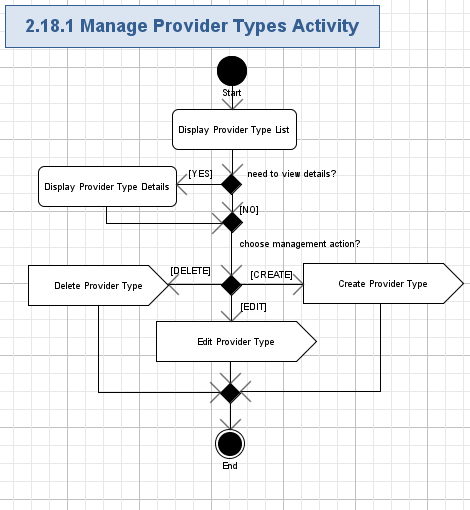 2.18.1 Manage Provider Types Activity
Start
Display Provider Type List
[YES]
need to view details?
Display Provider Type Details
[NO]
choose management action?
[DELETE]
[CREATE]
Delete Provider Type
Create Provider Type
[EDIT]
Edit Provider Type
End